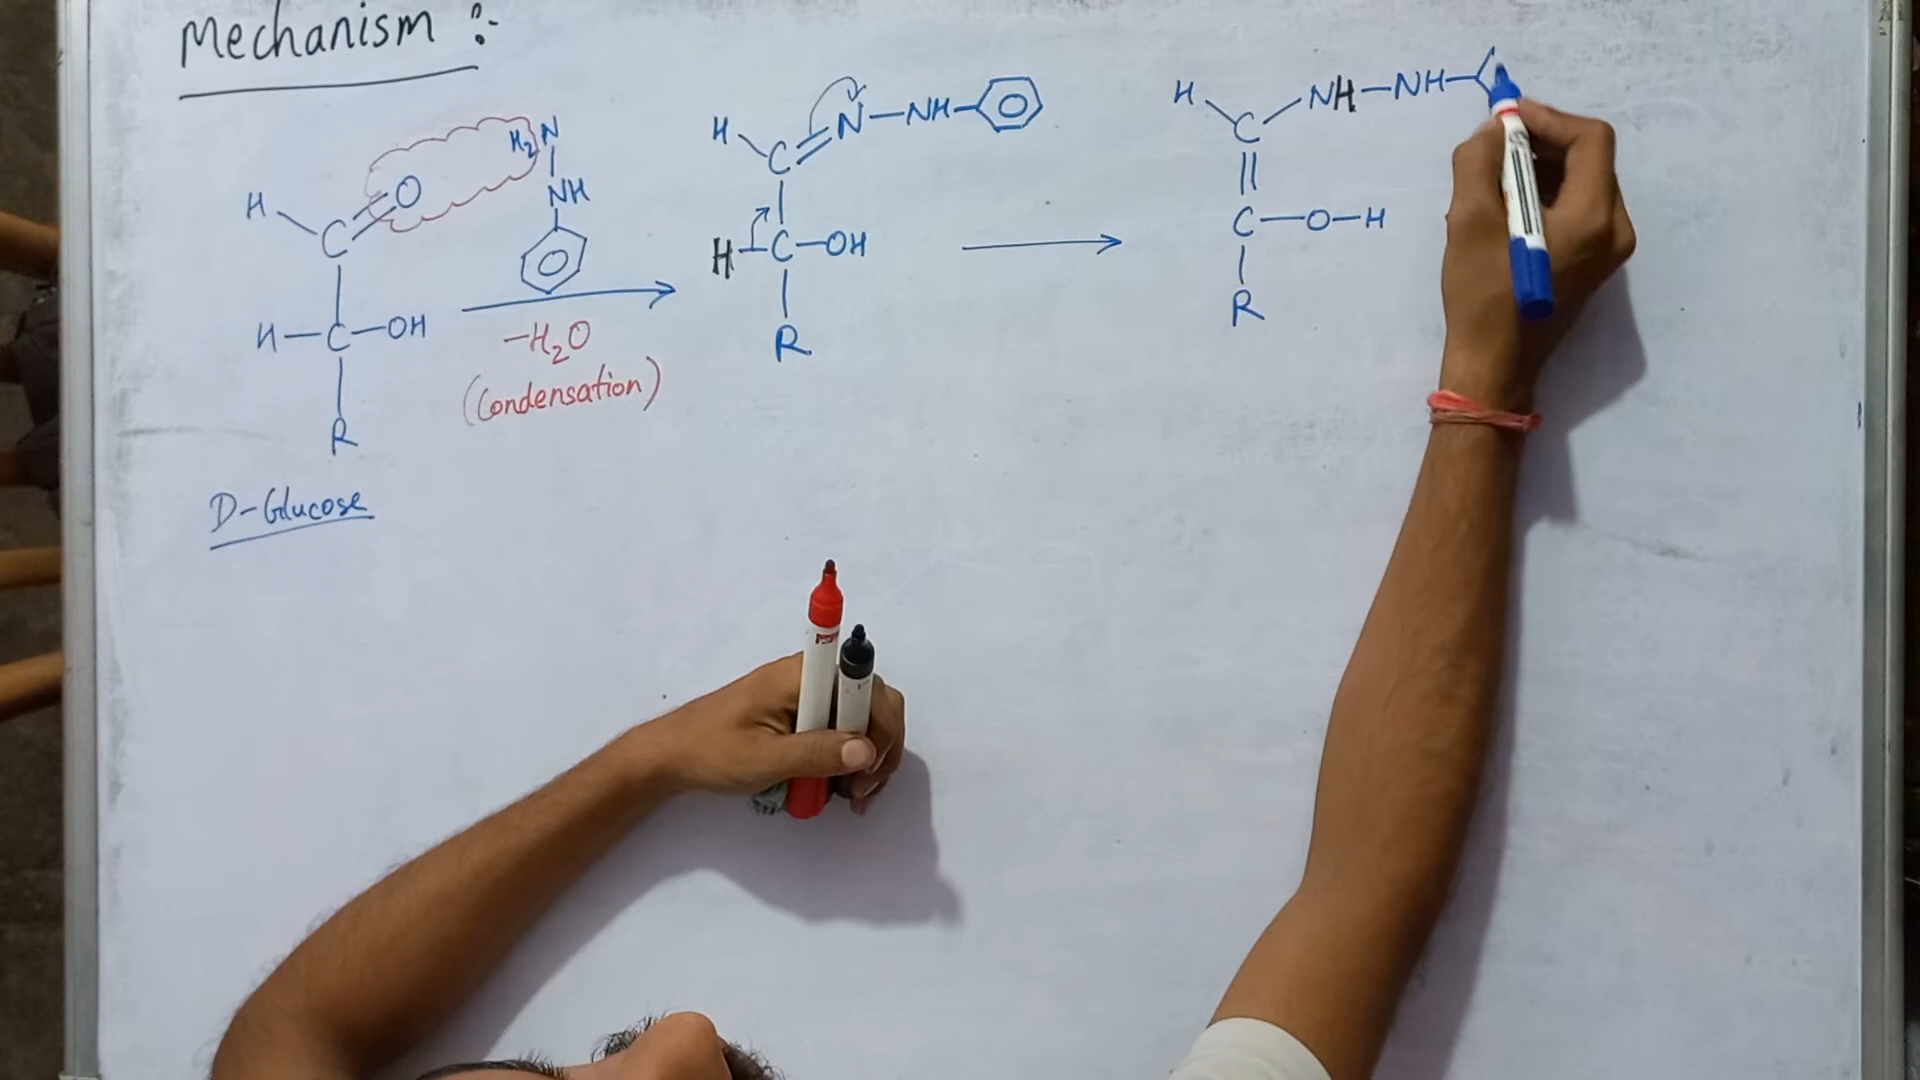 Mechanism :-
H
C
O
H₂N
NH
H—C—OH
R
D-Glucose
-H₂O
(Condensation)
H
C=N—NH
H—C—OH
R
H
C
NH—NH
C—O—H
R